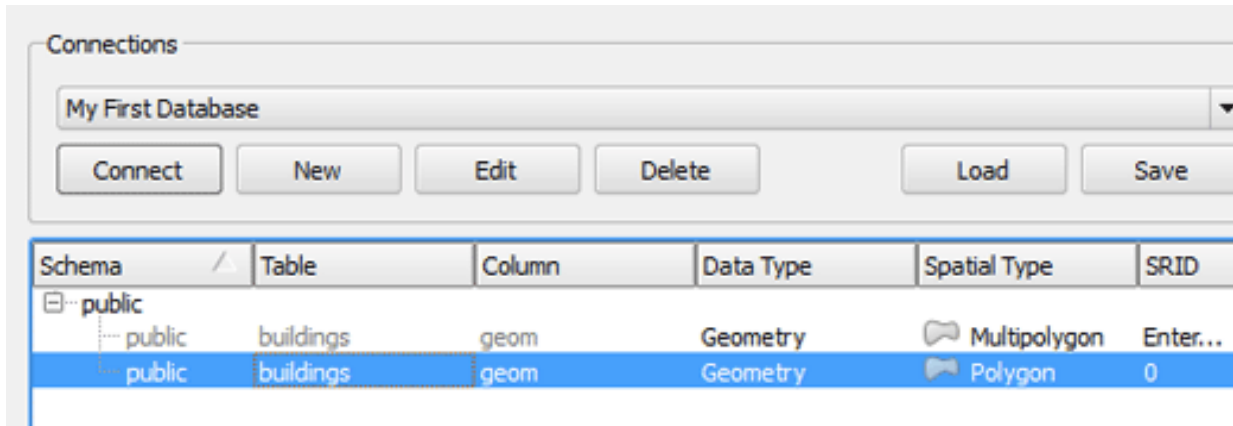 Connections
My First Database
Connect New Edit Delete Load Save
Schema Table Column Data Type Spatial Type SRID
public
public buildings geom Geometry Multipolygon Enter...
public buildings geom Geometry Polygon 0